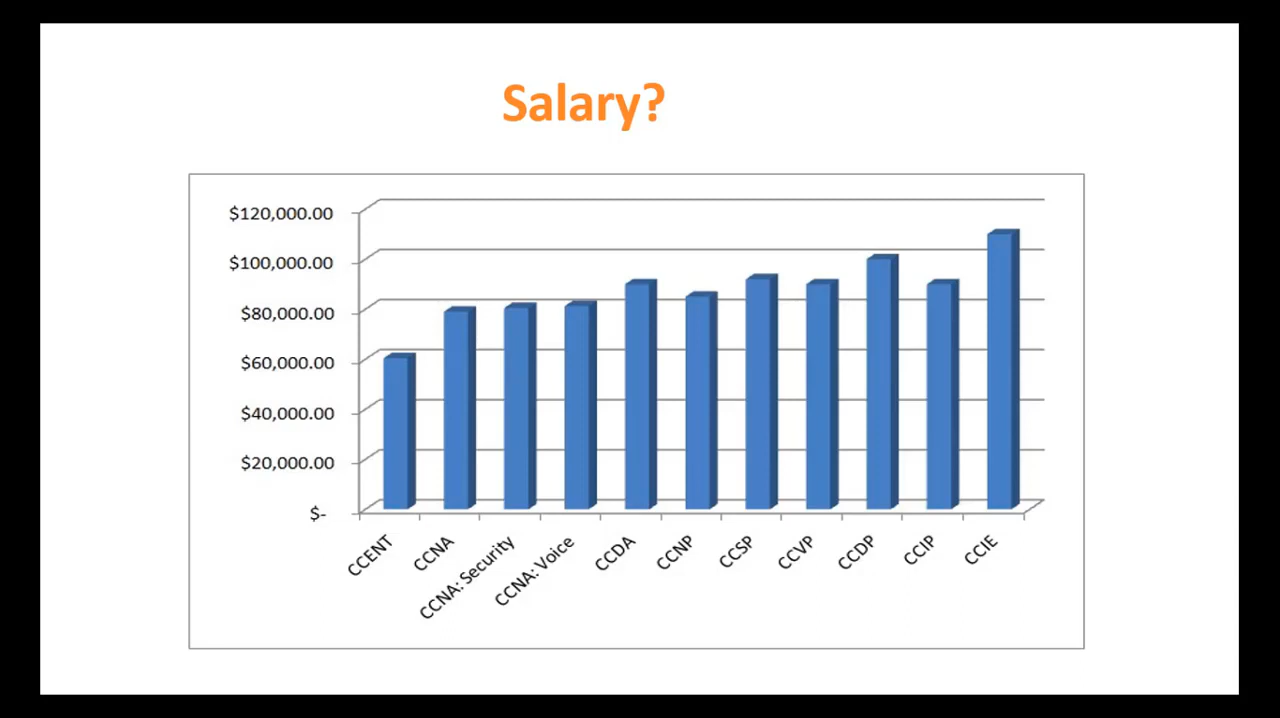 Salary?
$120,000.00
$100,000.00
$80,000.00
$60,000.00
$40,000.00
$20,000.00
$-
CCENT
CCNA
CCNA: Security
CCNA: Voice
CCDA
CCNP
CCSP
CCVP
CCDP
CCIP
CCIE